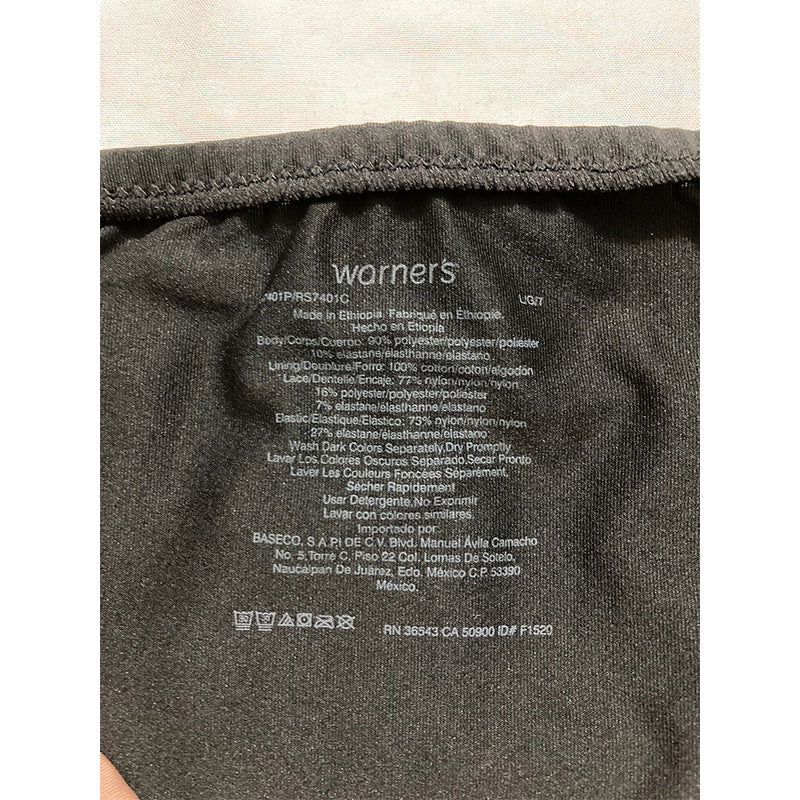 warner's
7401P/RS7401C LIG/7
Made in Ethiopia. Fabriqué en Éthiopie.
Hecho en Etiopia
Body/Corps/Cuerpo: 90% polyester/polyester/poliéster
10% elastane/élasthanne/elastano
Lining/Doublure/Forro: 100% cotton/coton/algodón
Lace/Dentelle/Encaje: 77% nylon/nylon/nylon
16% polyester/polyester/poliéster
7% elastane/élasthanne/elastano
Elastic/Elastique/Elastico: 73% nylon/nylon/nylon
27% elastane/élasthanne/elastano
Wash Dark Colors Separately.Dry Promptly
Lavar Los Colores Oscuros Separado.Secar Pronto
Laver Les Couleurs Foncées Séparément.
Sécher Rapidement
Usar Detergente.No Exprimir
Lavar con colores similares.
Importado por:
BASECO, S.A.P.I DE C.V. Blvd. Manuel Ávila Camacho
No. 5.Torre C. Piso 22 Col. Lomas De Sotelo,
Naucalpan De Juárez, Edo. México C.P. 53390
México.
RN 36543 CA 50900 ID# F1520